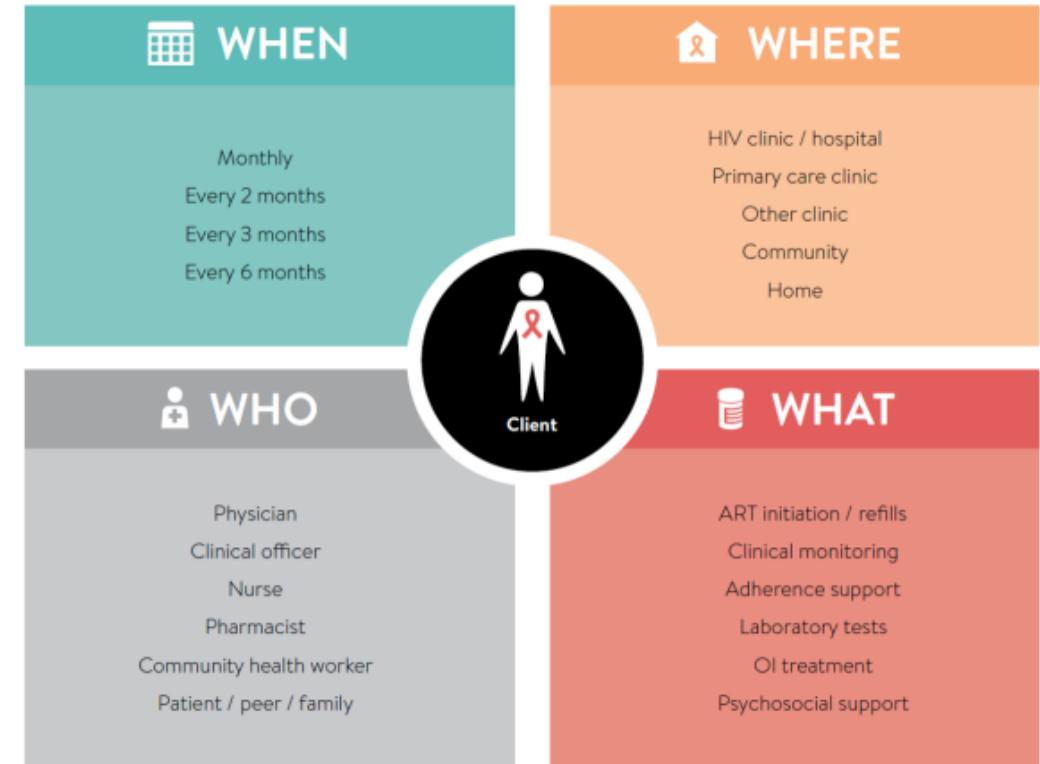 WHEN
Monthly
Every 2 months
Every 3 months
Every 6 months
WHERE
HIV clinic / hospital
Primary care clinic
Other clinic
Community
Home
Client
WHO
Physician
Clinical officer
Nurse
Pharmacist
Community health worker
Patient / peer / family
WHAT
ART initiation / refills
Clinical monitoring
Adherence support
Laboratory tests
OI treatment
Psychosocial support